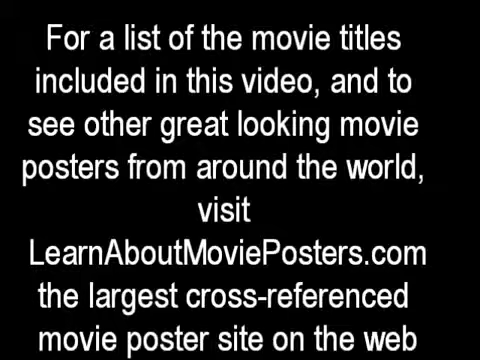 For a list of the movie titles
included in this video, and to
see other great looking movie
posters from around the world,
visit
LearnAboutMoviePosters.com
the largest cross-referenced
movie poster site on the web